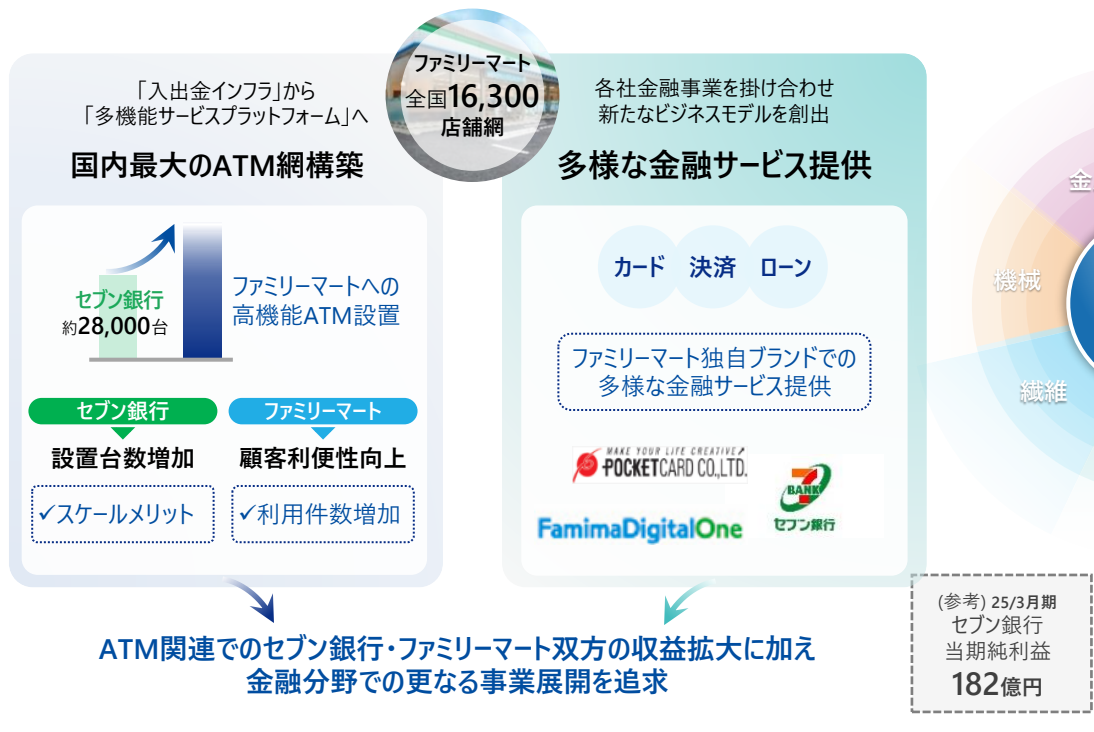 ファミリーマート
全国16,300
店舗網
「入出金インフラ」から
「多機能サービスプラットフォーム」へ
国内最大のATM網構築
セブン銀行
約28,000台
ファミリーマートへの
高機能ATM設置
セブン銀行
設置台数増加
✓スケールメリット
ファミリーマート
顧客利便性向上
✓利用件数増加
各社金融事業を掛け合わせ
新たなビジネスモデルを創出
多様な金融サービス提供
カード 決済 ローン
ファミリーマート独自ブランドでの
多様な金融サービス提供
MAKE YOUR LIFE CREATIVE
POCKETCARD CO.,LTD.
FamimaDigitalOne
BANK
セブン銀行
ATM関連でのセブン銀行・ファミリーマート双方の収益拡大に加え
金融分野での更なる事業展開を追求
金
機械
繊維
(参考) 25/3月期
セブン銀行
当期純利益
182億円